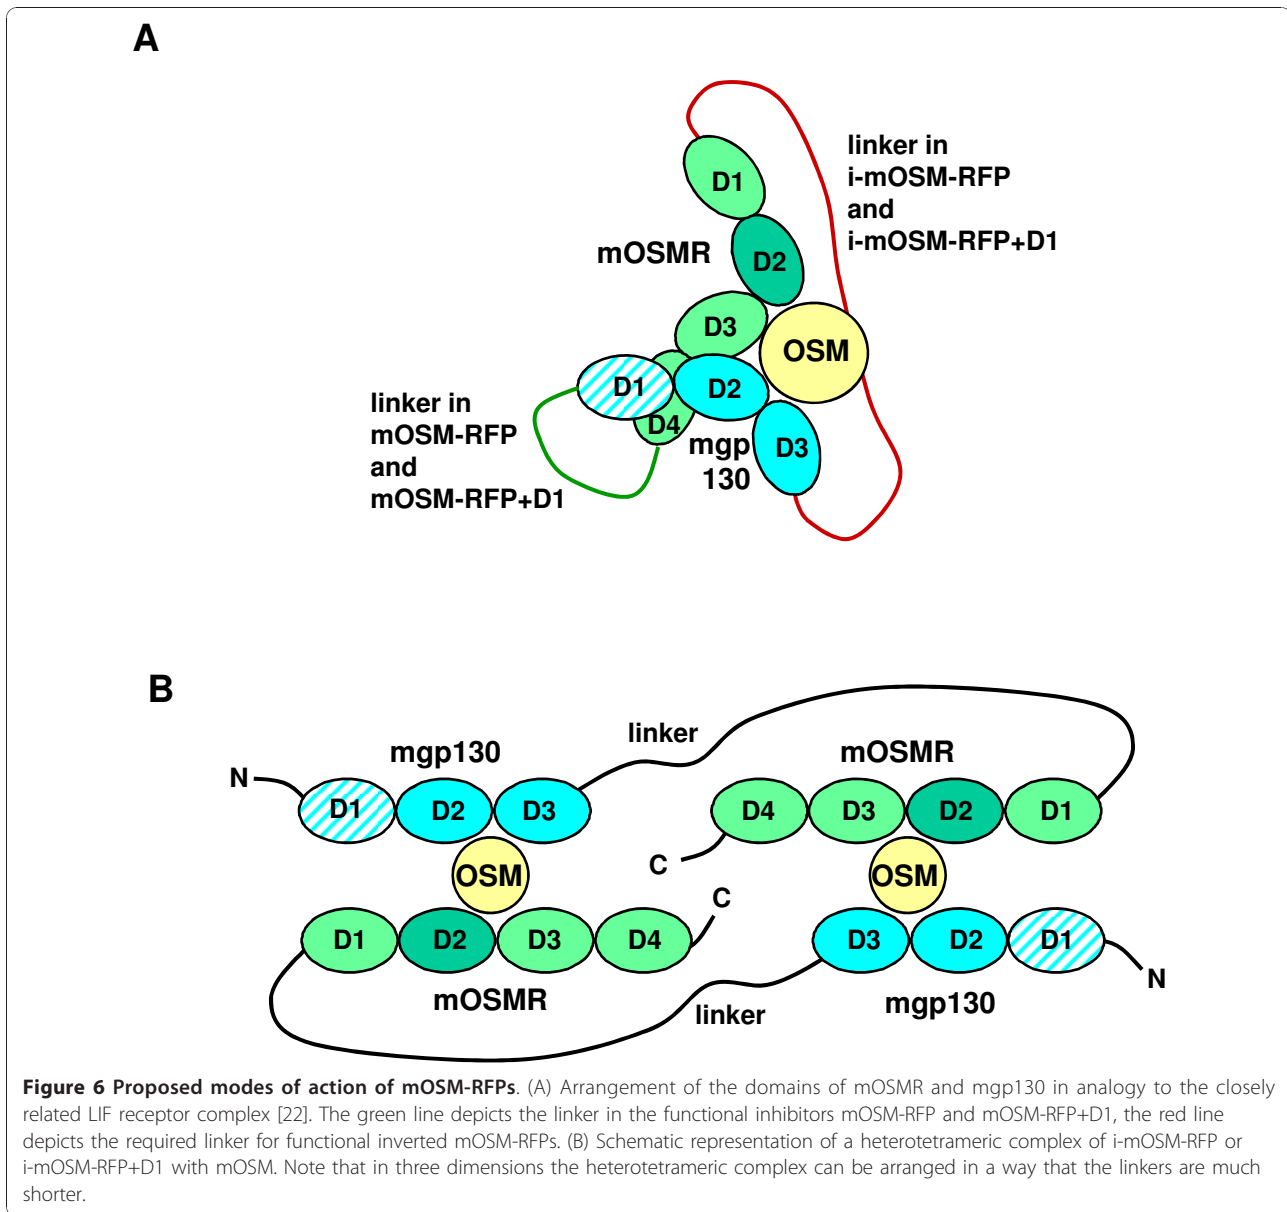 A
linker in
i-mOSM-RFP
and
i-mOSM-RFP+D1
D1
mOSMR
D2
D3
OSM
D1
D2
D4
linker in
mOSM-RFP
and
mOSM-RFP+D1
mgp
130
D3
B
linker
mgp130
mOSMR
N
D1
D2
D3
D4
D3
D2
D1
OSM
C
OSM
C
D1
D2
D3
D4
D3
D2
D1
N
mOSMR
linker
mgp130
Figure 6 Proposed modes of action of mOSM-RFPs. (A) Arrangement of the domains of mOSMR and mgp130 in analogy to the closely
related LIF receptor complex [22]. The green line depicts the linker in the functional inhibitors mOSM-RFP and mOSM-RFP+D1, the red line
depicts the required linker for functional inverted mOSM-RFPs. (B) Schematic representation of a heterotetrameric complex of i-mOSM-RFP or
i-mOSM-RFP+D1 with mOSM. Note that in three dimensions the heterotetrameric complex can be arranged in a way that the linkers are much
shorter.